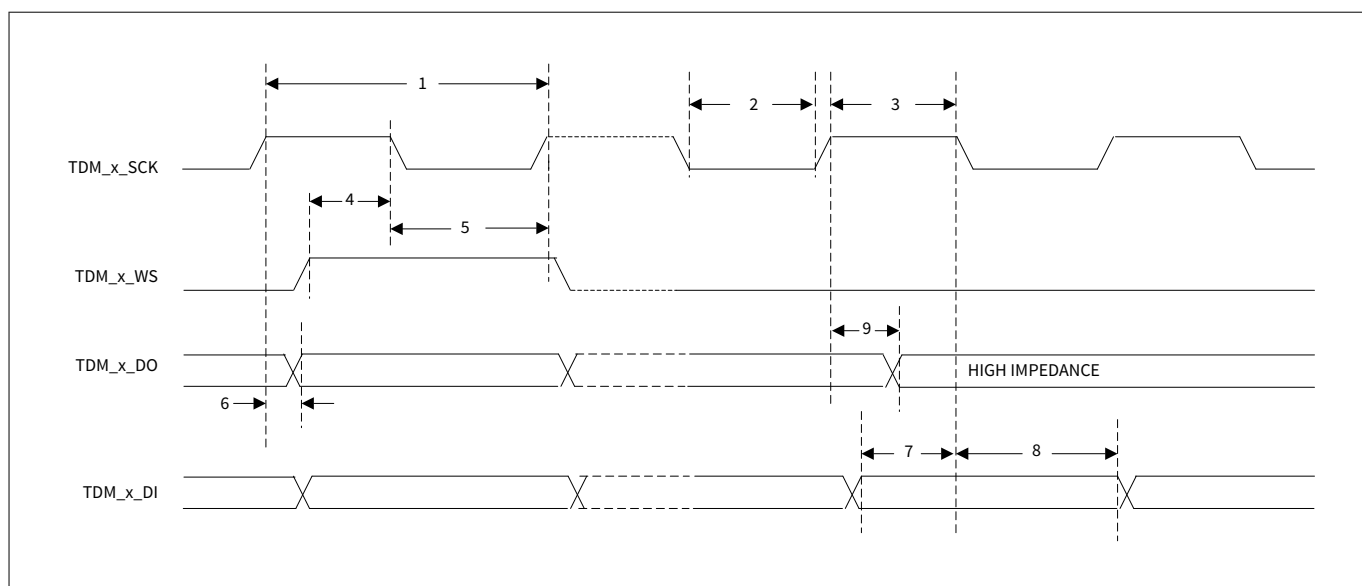 1
2
3
TDM_x_SCK
4
5
TDM_x_WS
9
TDM_x_DO
HIGH IMPEDANCE
6
7
8
TDM_x_DI